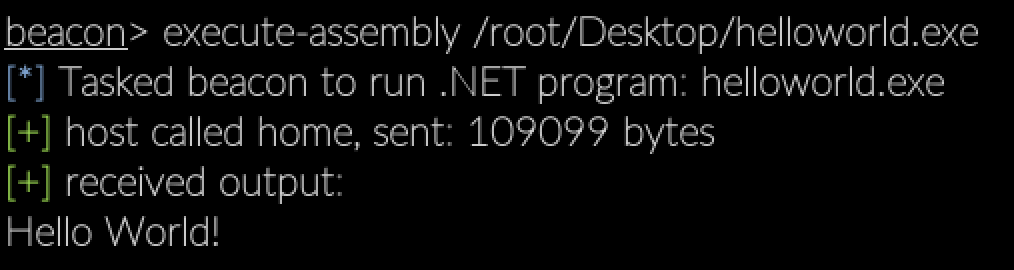 beacon> execute-assembly /root/Desktop/helloworld.exe
[*] Tasked beacon to run .NET program: helloworld.exe
[+] host called home, sent: 109099 bytes
[+] received output:
Hello World!